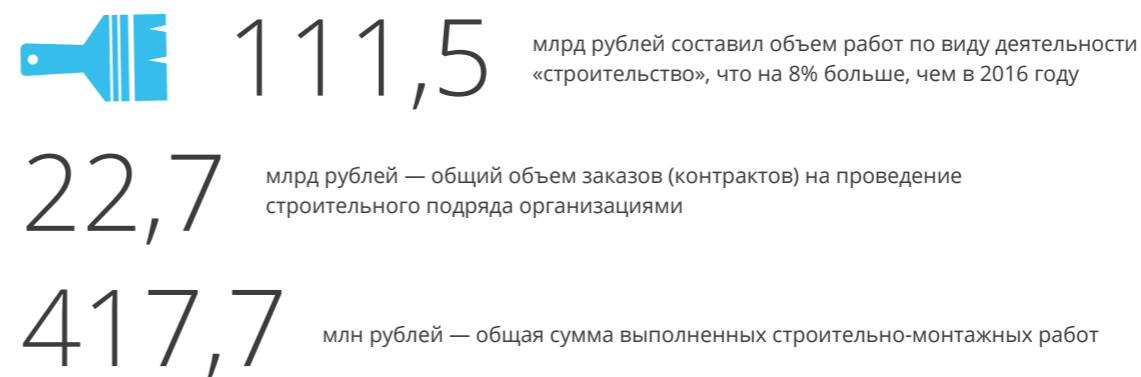 111,5
млрд рублей составил объем работ по виду деятельности
«строительство», что на 8% больше, чем в 2016 году
22,7
млрд рублей — общий объем заказов (контрактов) на проведение
строительного подряда организациями
417,7
млн рублей — общая сумма выполненных строительно-монтажных работ